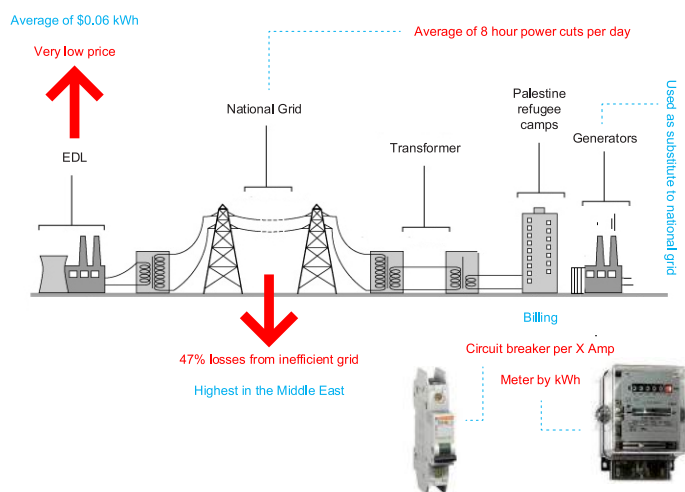 Average of $0.06 kWh
Very low price
EDL
Average of 8 hour power cuts per day
National Grid
Transformer
Palestine
refugee
camps
Generators
Used as substitute to national grid
47% losses from inefficient grid
Highest in the Middle East
Billing
Circuit breaker per X Amp
Meter by kWh